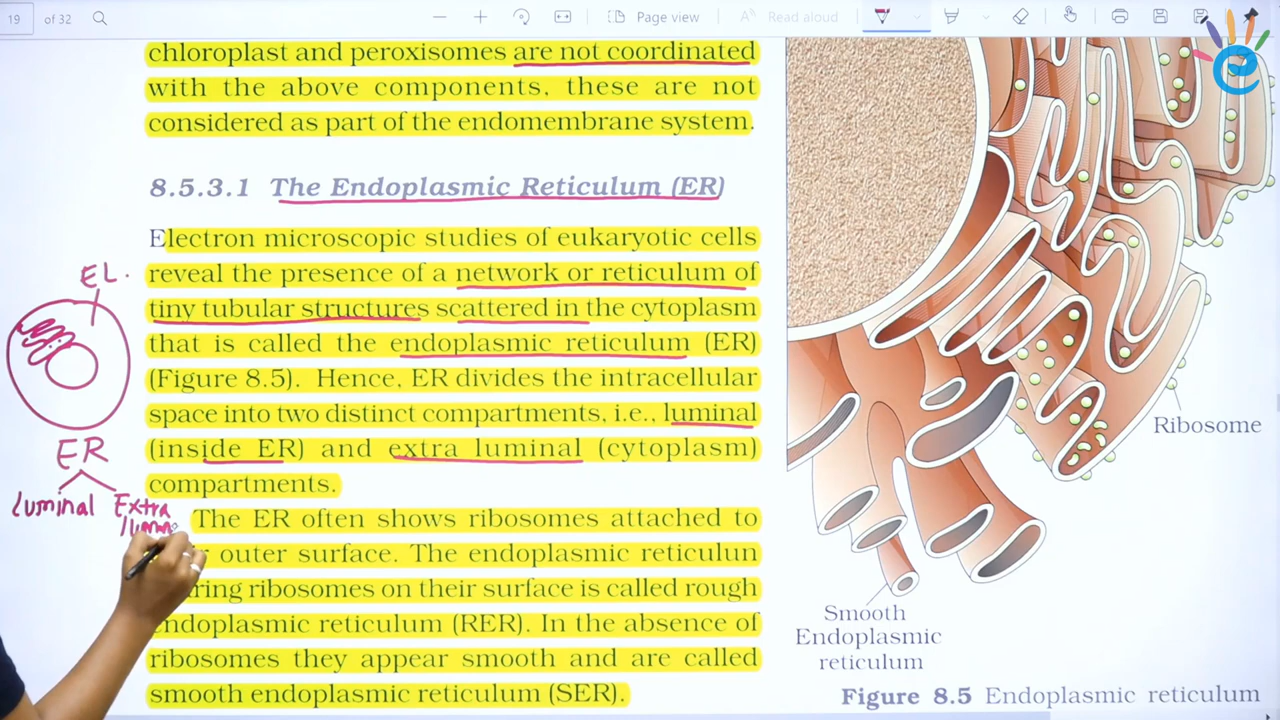 19 of 32 Page view Read aloud
chloroplast and peroxisomes are not coordinated
with the above components, these are not
considered as part of the endomembrane system.
8.5.3.1 The Endoplasmic Reticulum (ER)
Electron microscopic studies of eukaryotic cells
reveal the presence of a network or reticulum of
tiny tubular structures scattered in the cytoplasm
that is called the endoplasmic reticulum (ER)
(Figure 8.5). Hence, ER divides the intracellular
space into two distinct compartments, i.e., luminal
(inside ER) and extra luminal (cytoplasm)
compartments.
The ER often shows ribosomes attached to
outer surface. The endoplasmic reticulun
ring ribosomes on their surface is called rough
endoplasmic reticulum (RER). In the absence of
ribosomes they appear smooth and are called
smooth endoplasmic reticulum (SER).
EL.
ER
luminal Extra
Ribosome
Smooth
Endoplasmic
reticulum
Figure 8.5 Endoplasmic reticulum